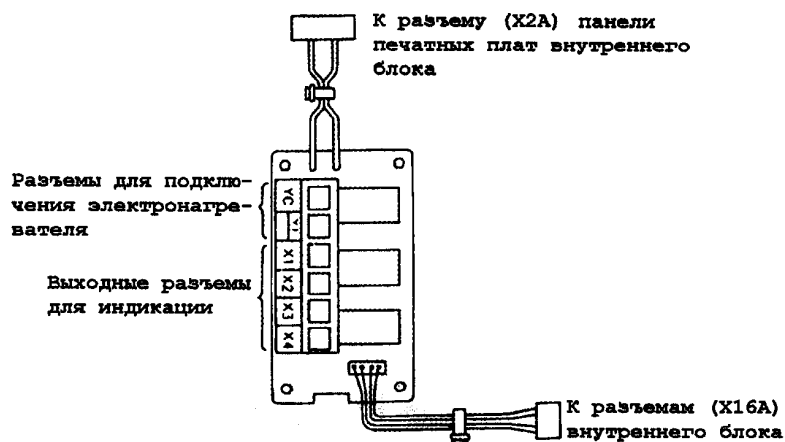 К разъему (X2A) панели
печатных плат внутреннего
блока
Разъемы для подклю-
чения электронагре-
вателя
YC
Y1
X1
X2
X3
X4
Выходные разъемы
для индикации
К разъемам (X16A)
внутреннего блока